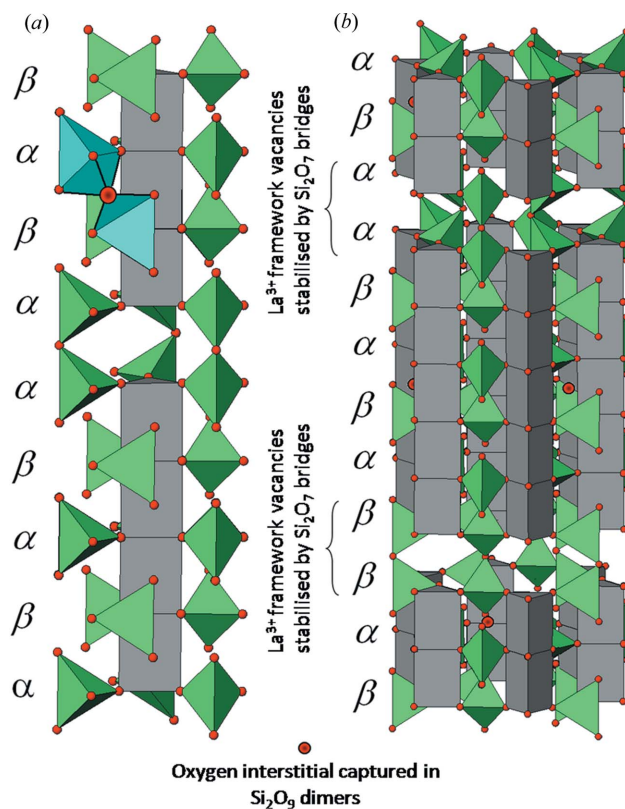 (a)
β
α
β
α
α
β
α
β
α
La³⁺ framework vacancies
stabilised by Si₂O₇ bridges
La³⁺ framework vacancies
stabilised by Si₂O₇ bridges
(b)
α
β
α
α
β
α
β
α
β
β
α
β
Oxygen interstitial captured in
Si₂O₉ dimers